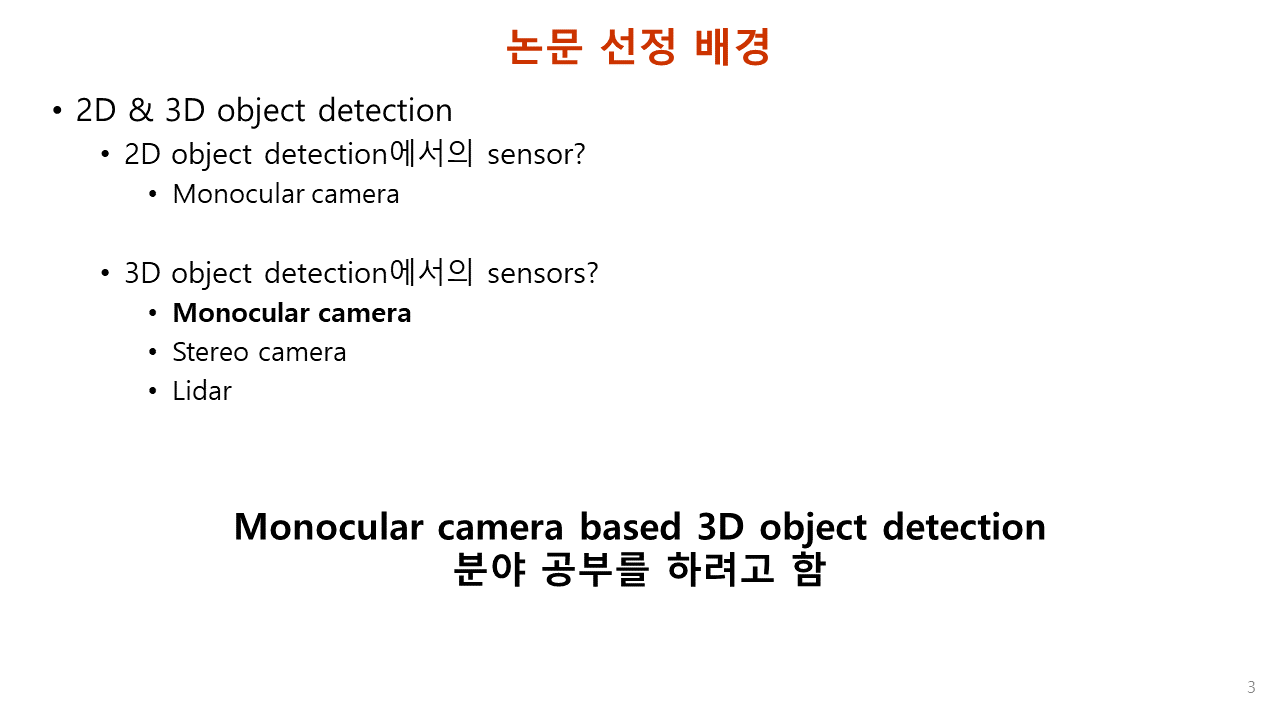 논문 선정 배경
• 2D & 3D object detection
• 2D object detection에서의 sensor?
• Monocular camera
• 3D object detection에서의 sensors?
• Monocular camera
• Stereo camera
• Lidar
Monocular camera based 3D object detection
분야 공부를 하려고 함
3